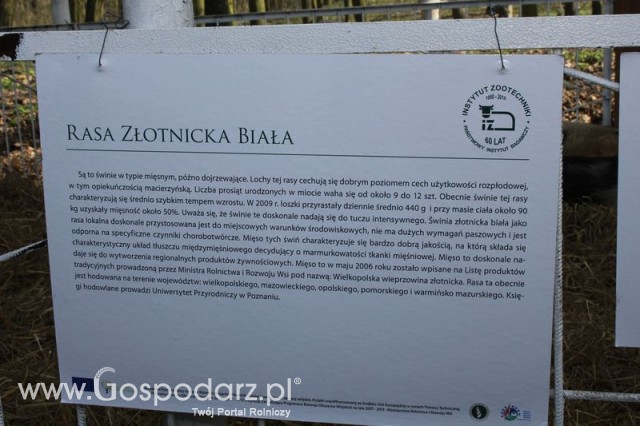 INSTYTUT ZOOTECHNIKI
1950-2010
IZ
60 LAT
PAŃSTWOWY INSTYTUT BADAWCZY
RASA ZŁOTNICKA BIAŁA
Są to świnie w typie mięsnym, późno dojrzewające. Lochy tej rasy cechują się dobrym poziomem cech użytkowości rozpłodowej,
w tym opiekuńczością macierzyńską. Liczba prosiąt urodzonych w miocie waha się od około 9 do 12 szt. Obecnie świnie tej rasy
charakteryzują się średnio szybkim tempem wzrostu. W 2009 r. loszki przyrastały dziennie średnio 440 g i przy masie ciała około 90
kg uzyskały mięsność około 50%. Uważa się, że świnie te doskonale nadają się do tuczu intensywnego. Świnia złotnicka biała jako
rasa lokalna doskonale przystosowana jest do miejscowych warunków środowiskowych, nie ma dużych wymagań paszowych i jest
odporna na specyficzne czynniki chorobotwórcze. Mięso tych świń charakteryzuje się bardzo dobrą jakością, na którą składa się
charakterystyczny układ tłuszczu międzymięśniowego decydujący o marmurkowatości tkanki mięśniowej. Mięso to doskonale na-
daje się do wytworzenia regionalnych produktów żywnościowych. Mięso to w maju 2006 roku zostało wpisane na Listę produktów
tradycyjnych prowadzoną przez Ministra Rolnictwa i Rozwoju Wsi pod nazwą: Wielkopolska wieprzowina złotnicka. Rasa ta obecnie
jest hodowana na terenie województw: wielkopolskiego, mazowieckiego, opolskiego, pomorskiego i warmińsko mazurskiego. Księ-
gi hodowlane prowadzi Uniwersytet Przyrodniczy w Poznaniu.
www.Gospodarz.pl
Twój Portal Rolniczy